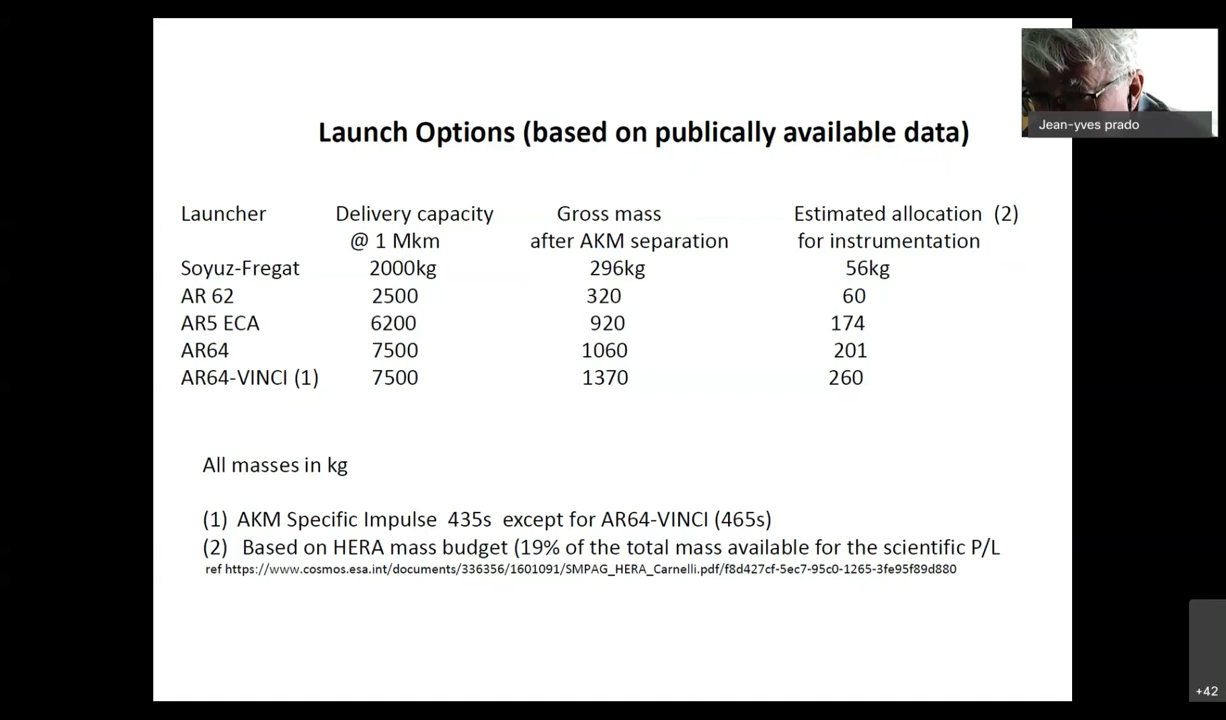 Launch Options (based on publically available data)
Jean-yves prado
Launcher Delivery capacity Gross mass Estimated allocation (2)
@ 1 Mkm after AKM separation for instrumentation
Soyuz-Fregat 2000kg 296kg 56kg
AR 62 2500 320 60
AR5 ECA 6200 920 174
AR64 7500 1060 201
AR64-VINCI (1) 7500 1370 260
All masses in kg
(1) AKM Specific Impulse 435s except for AR64-VINCI (465s)
(2) Based on HERA mass budget (19% of the total mass available for the scientific P/L
ref https://www.cosmos.esa.int/documents/336356/1601091/SMPAG_HERA_Carnelli.pdf/f8d427cf-5ec7-95c0-1265-3fe95f89d880
+42